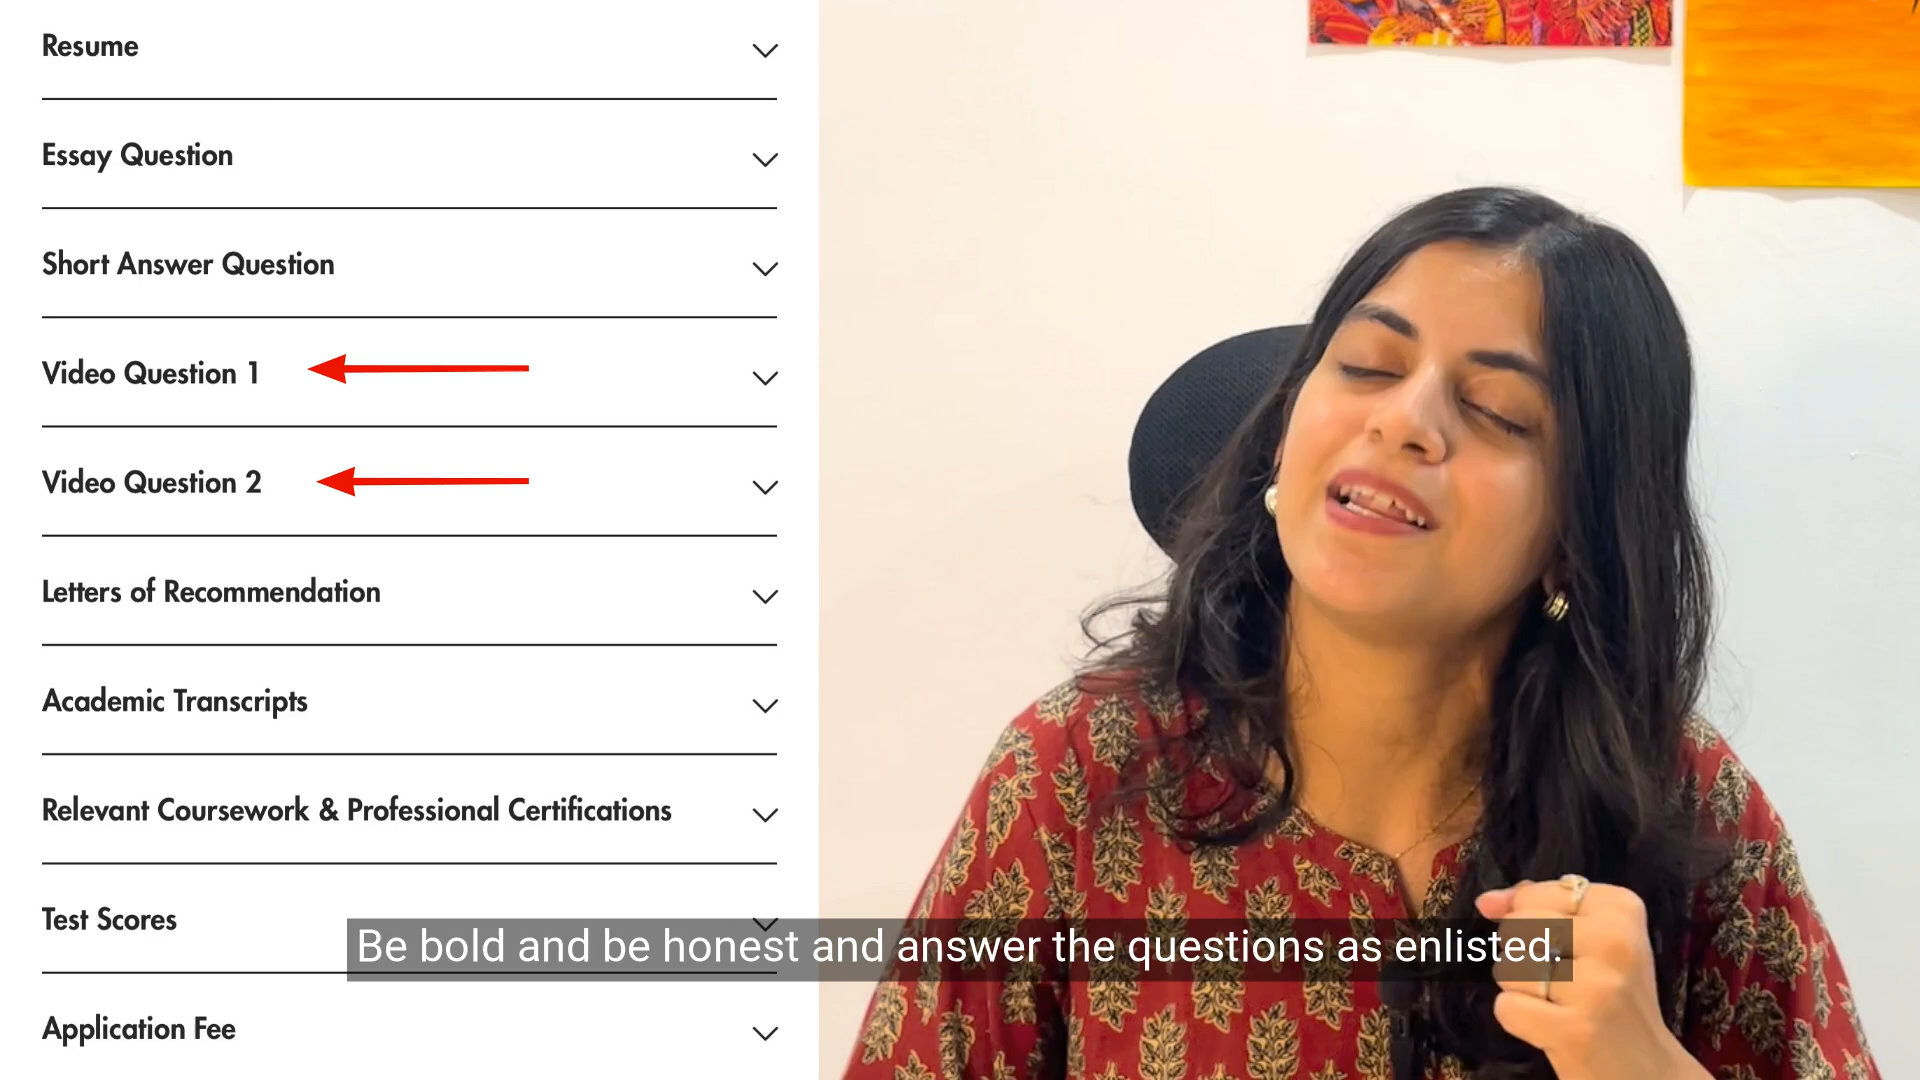 Resume
Essay Question
Short Answer Question
Video Question 1
Video Question 2
Letters of Recommendation
Academic Transcripts
Relevant Coursework & Professional Certifications
Test Scores
Be bold and be honest and answer the questions as enlisted.
Application Fee